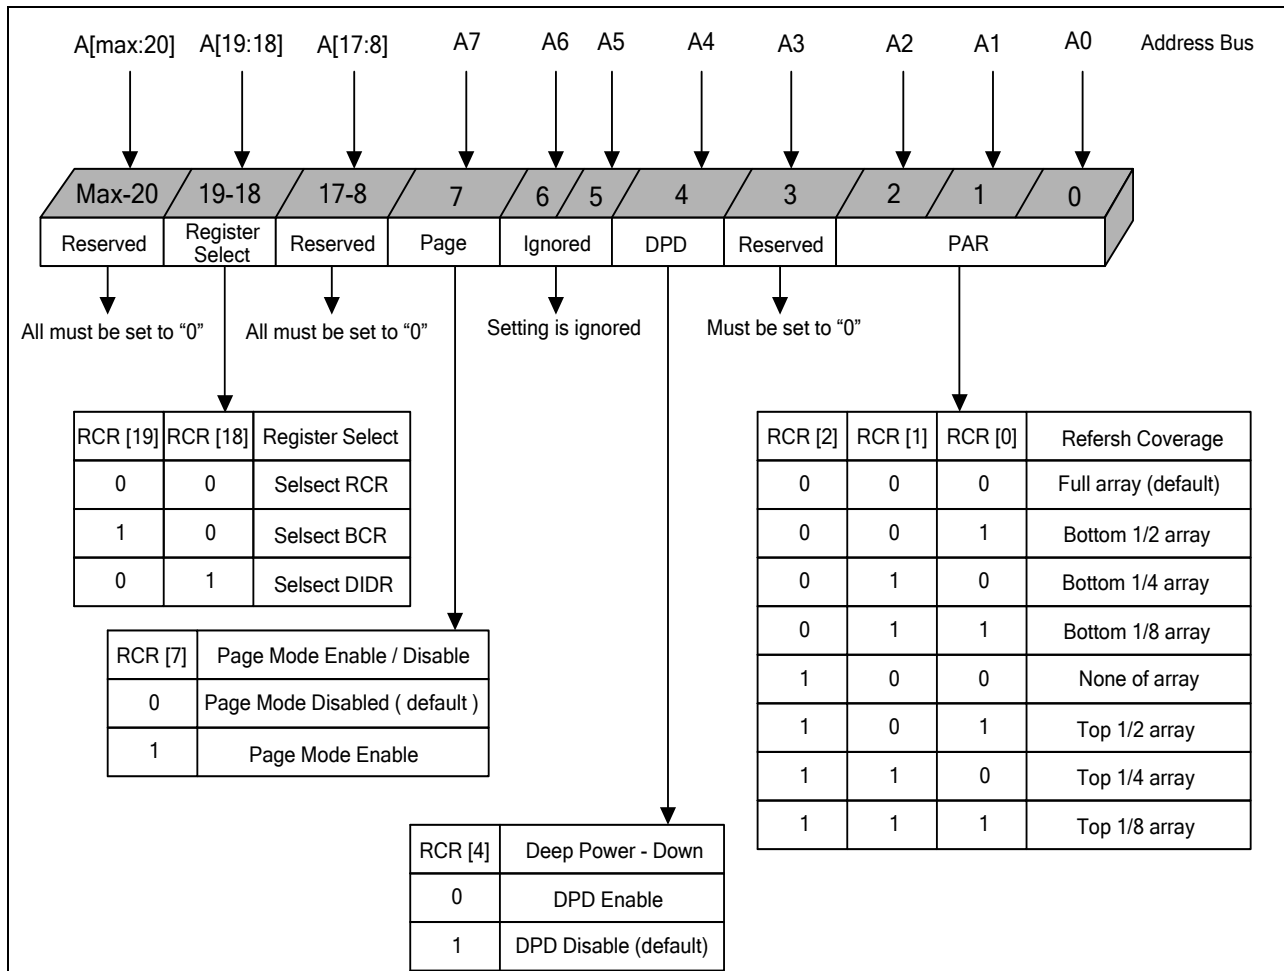 A[max:20] A[19:18] A[17:8] A7 A6 A5 A4 A3 A2 A1 A0 Address Bus
Max-20 19-18 17-8 7 6 5 4 3 2 1 0
Reserved Register Select Reserved Page Ignored DPD Reserved PAR
All must be set to “0” All must be set to “0” Setting is ignored Must be set to “0”
RCR [19] RCR [18] Register Select
0 0 Selsect RCR
1 0 Selsect BCR
0 1 Selsect DIDR
RCR [2] RCR [1] RCR [0] Refersh Coverage
0 0 0 Full array (default)
0 0 1 Bottom 1/2 array
0 1 0 Bottom 1/4 array
0 1 1 Bottom 1/8 array
1 0 0 None of array
1 0 1 Top 1/2 array
1 1 0 Top 1/4 array
1 1 1 Top 1/8 array
RCR [7] Page Mode Enable / Disable
0 Page Mode Disabled ( default )
1 Page Mode Enable
RCR [4] Deep Power - Down
0 DPD Enable
1 DPD Disable (default)